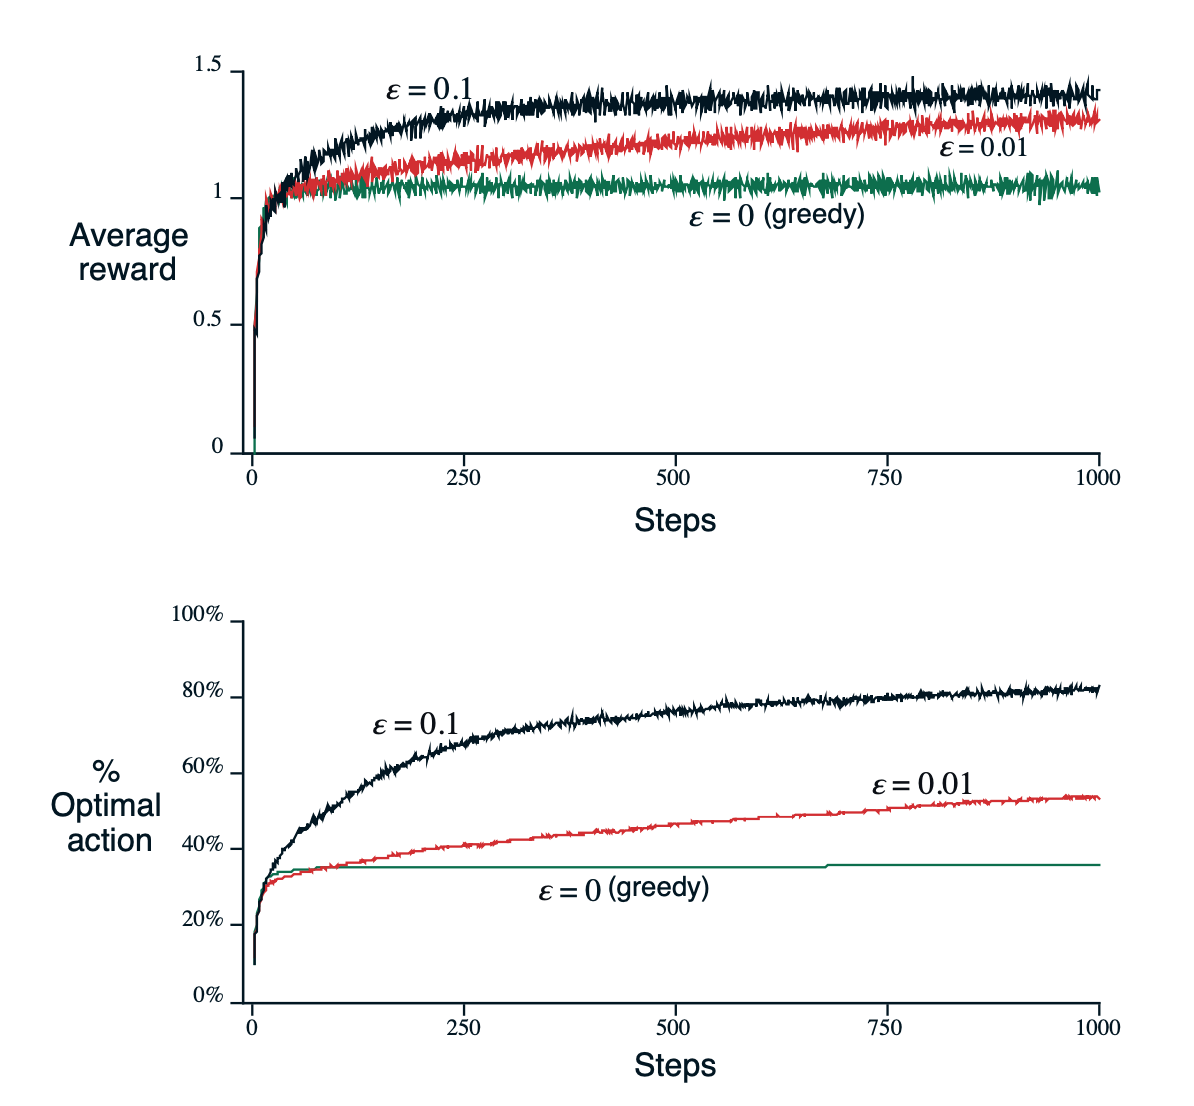 1.5
ε = 0.1
ε = 0.01
1
ε = 0 (greedy)
Average
reward
0.5
0
0 250 500 750 1000
Steps
100%
80%
ε = 0.1
60%
ε = 0.01
%
Optimal
action
40%
ε = 0 (greedy)
20%
0%
0 250 500 750 1000
Steps